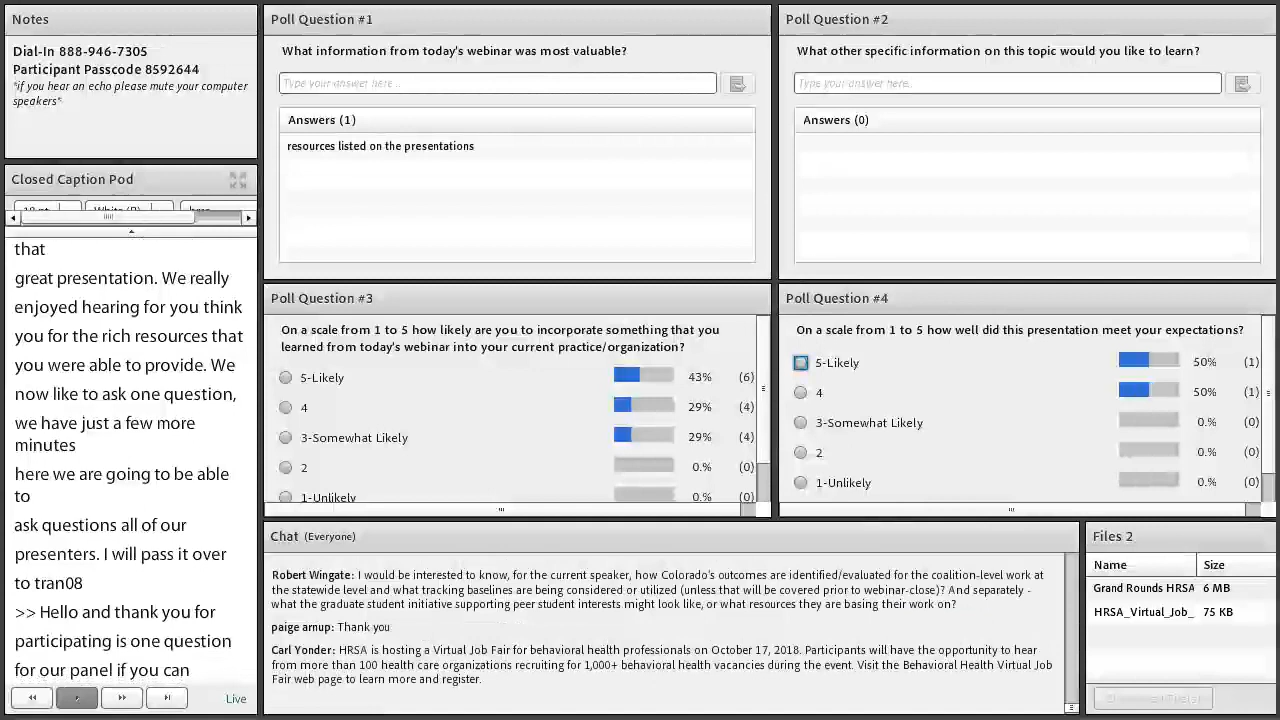 Notes
Dial-In 888-946-7305
Participant Passcode 8592644
*if you hear an echo please mute your computer
speakers*
Closed Caption Pod
that
great presentation. We really
enjoyed hearing for you think
you for the rich resources that
you were able to provide. We
now like to ask one question,
we have just a few more
minutes
here we are going to be able
to
ask questions all of our
presenters. I will pass it over
to tran08
>> Hello and thank you for
participating is one question
for our panel if you can
Live
Poll Question #1
What information from today's webinar was most valuable?
Type your answer here...
Answers (1)
resources listed on the presentations
Poll Question #2
What other specific information on this topic would you like to learn?
Type your answer here...
Answers (0)
Poll Question #3
On a scale from 1 to 5 how likely are you to incorporate something that you
learned from today's webinar into your current practice/organization?
5-Likely 43% (6)
4 29% (4)
3-Somewhat Likely 29% (4)
2 0.% (0)
1-Unlikely 0.% (0)
Poll Question #4
On a scale from 1 to 5 how well did this presentation meet your expectations?
5-Likely 50% (1)
4 50% (1)
3-Somewhat Likely 0.% (0)
2 0.% (0)
1-Unlikely 0.% (0)
Chat (Everyone)
Robert Wingate: I would be interested to know, for the current speaker, how Colorado's outcomes are identified/evaluated for the coalition-level work at
the statewide level and what tracking baselines are being considered or utilized (unless that will be covered prior to webinar-close)? And separately -
what the graduate student initiative supporting peer student interests might look like, or what resources they are basing their work on?
paige arnup: Thank you
Carl Yonder: HRSA is hosting a Virtual Job Fair for behavioral health professionals on October 17, 2018. Participants will have the opportunity to hear
from more than 100 health care organizations recruiting for 1,000+ behavioral health vacancies during the event. Visit the Behavioral Health Virtual Job
Fair web page to learn more and register.
Files 2
Name Size
Grand Rounds HRSA 6 MB
HRSA_Virtual_Job_ 75 KB